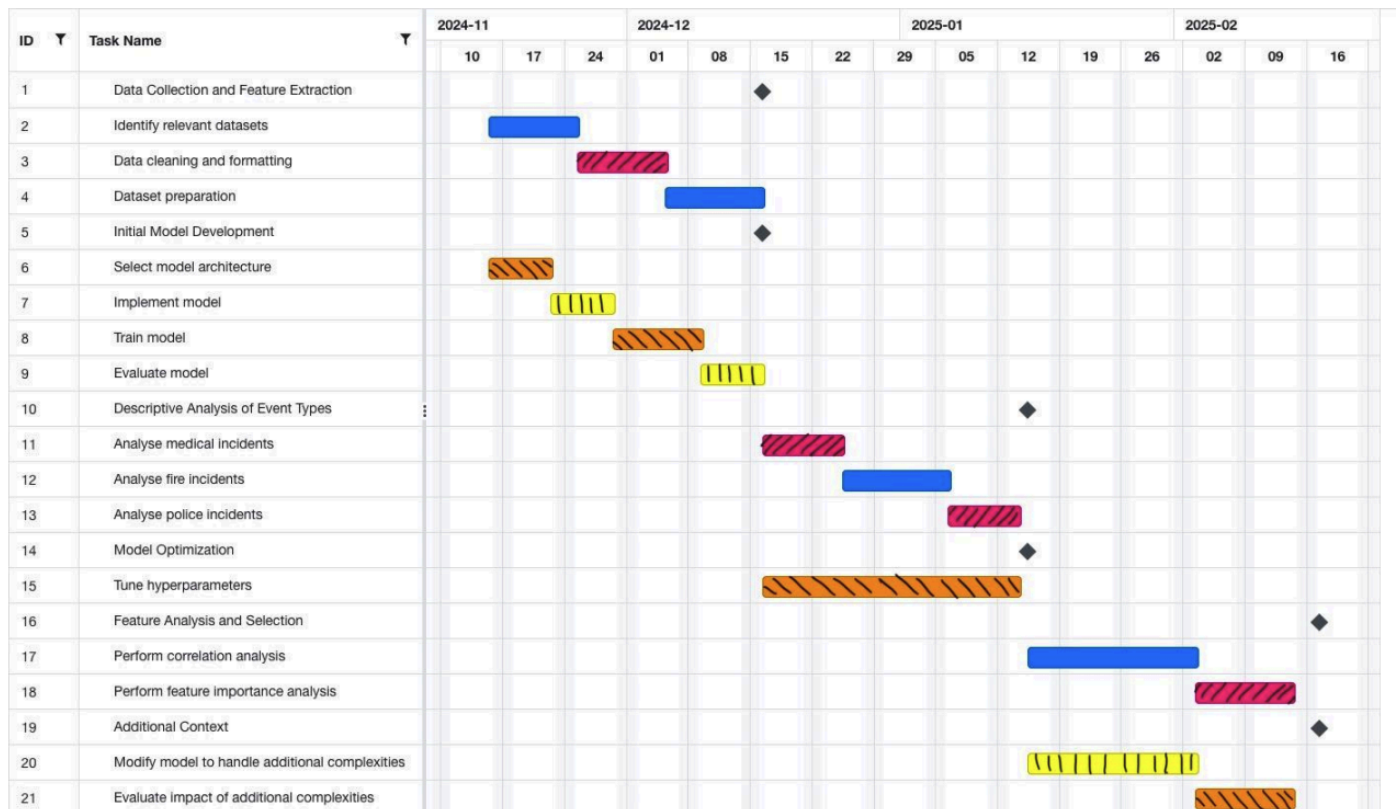 2024-11 2024-12 2025-01 2025-02
ID Task Name
10 17 24 01 08 15 22 29 05 12 19 26 02 09 16
1 Data Collection and Feature Extraction
2 Identify relevant datasets
3 Data cleaning and formatting
4 Dataset preparation
5 Initial Model Development
6 Select model architecture
7 Implement model
8 Train model
9 Evaluate model
10 Descriptive Analysis of Event Types
11 Analyse medical incidents
12 Analyse fire incidents
13 Analyse police incidents
14 Model Optimization
15 Tune hyperparameters
16 Feature Analysis and Selection
17 Perform correlation analysis
18 Perform feature importance analysis
19 Additional Context
20 Modify model to handle additional complexities
21 Evaluate impact of additional complexities